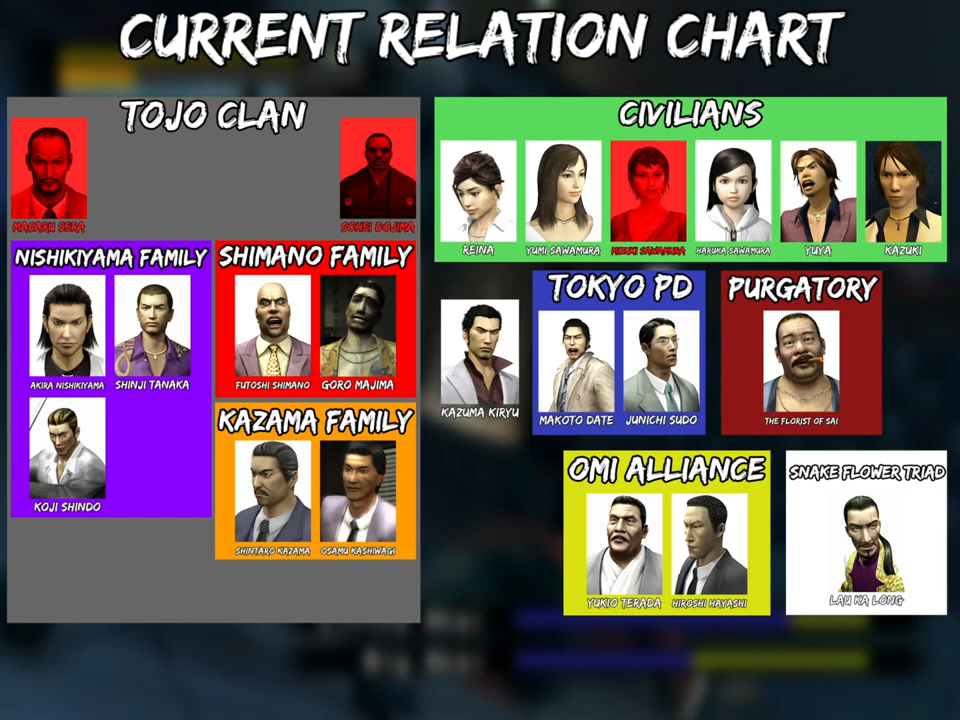 CURRENT RELATION CHART
TOJO CLAN
MASARU SERA
SOHEI DOJIMA
NISHIKIYAMA FAMILY
AKIRA NISHIKIYAMA
SHINJI TANAKA
KOJI SHINDO
SHIMANO FAMILY
FUTOSHI SHIMANO
GORO MAJIMA
KAZAMA FAMILY
SHINTARO KAZAMA
OSAMU KASHIWAGI
CIVILIANS
REINA
YUMI SAWAMURA
MIZUKI SAWAMURA
HARUKA SAWAMURA
YUYA
KAZUKI
KAZUMA KIRYU
TOKYO PD
MAKOTO DATE
JUNICHI SUDO
PURGATORY
THE FLORIST OF SAI
OMI ALLIANCE
YUKIO TERADA
HIROSHI HAYASHI
SNAKE FLOWER TRIAD
LAU KA LONG